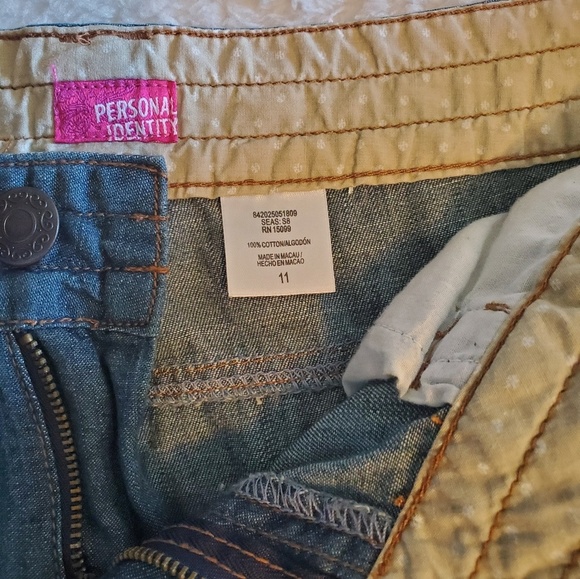 PERSONAL
IDENTITY
842025051809
SEAS: S8
RN 15099
100% COTTON/ALGODÓN
MADE IN MACAU /
HECHO EN MACAO
11